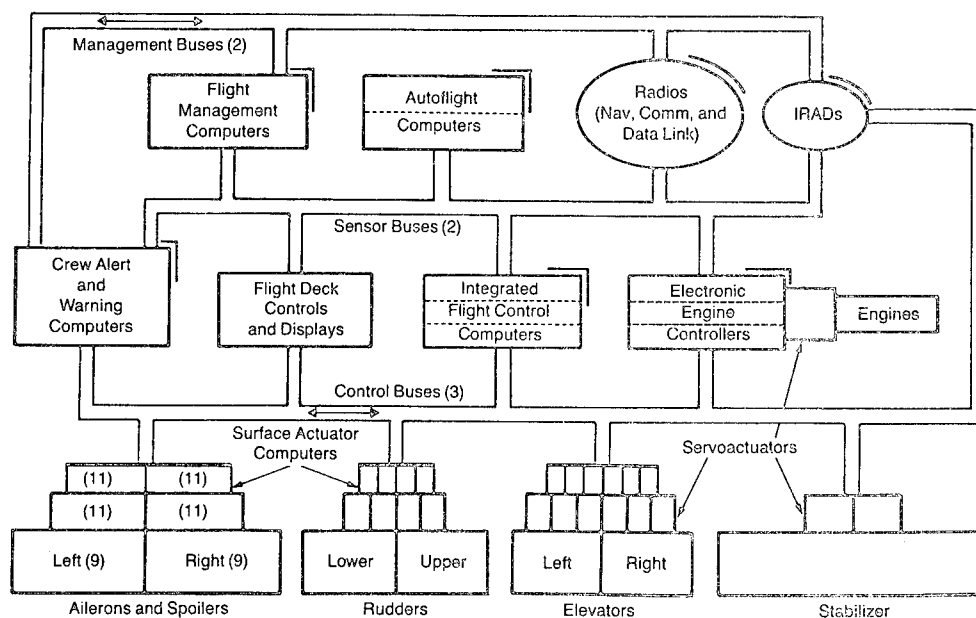 Management Buses (2)
Flight
Management
Computers
Autoflight
Computers
Radios
(Nav, Comm, and
Data Link)
IRADs
Sensor Buses (2)
Crew Alert
and
Warning
Computers
Flight Deck
Controls
and Displays
Integrated
Flight Control
Computers
Electronic
Engine
Controllers
Engines
Control Buses (3)
Surface Actuator
Computers
Servoactuators
(11)
(11)
(11)
(11)
Left (9)
Right (9)
Lower
Upper
Left
Right
Ailerons and Spoilers
Rudders
Elevators
Stabilizer